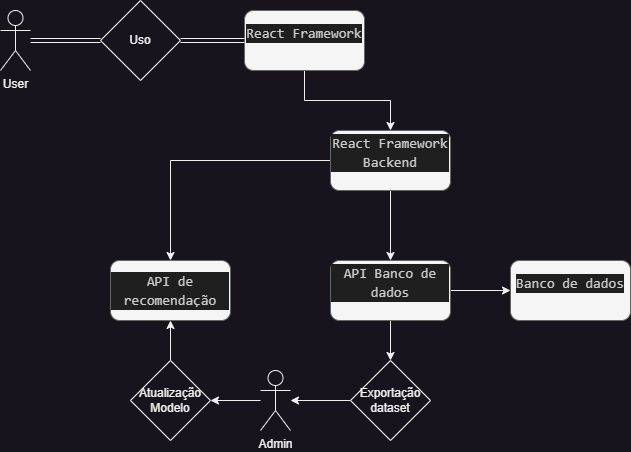 Uso
React Framework
User
React Framework
Backend
API de
recomendação
API Banco de
dados
Banco de dados
Atualização
Modelo
Exportação
dataset
Admin